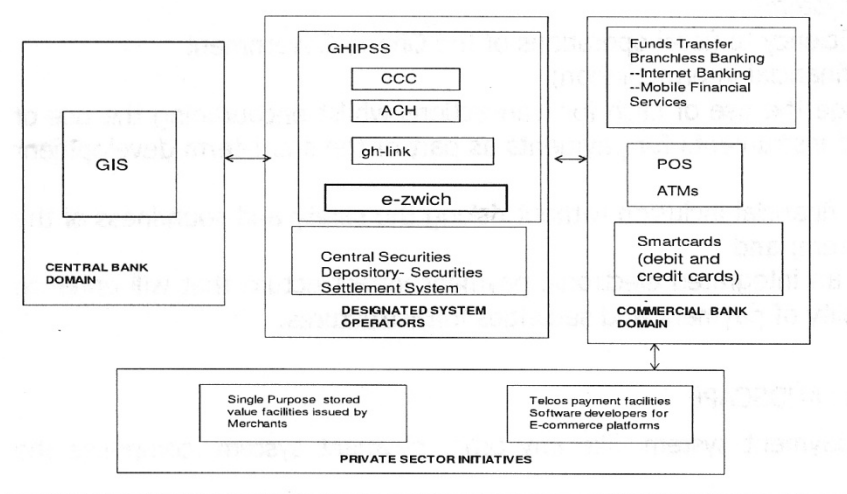 GIS
CENTRAL BANK
DOMAIN
GHIPSS
CCC
ACH
gh-link
e-zwich
Central Securities
Depository- Securities
Settlement System
DESIGNATED SYSTEM
OPERATORS
Funds Transfer
Branchless Banking
--Internet Banking
--Mobile Financial
Services
POS
ATMs
Smartcards
(debit and
credit cards)
COMMERCIAL BANK
DOMAIN
Single Purpose stored
value facilities issued by
Merchants
Telcos payment facilities
Software developers for
E-commerce platforms
PRIVATE SECTOR INITIATIVES